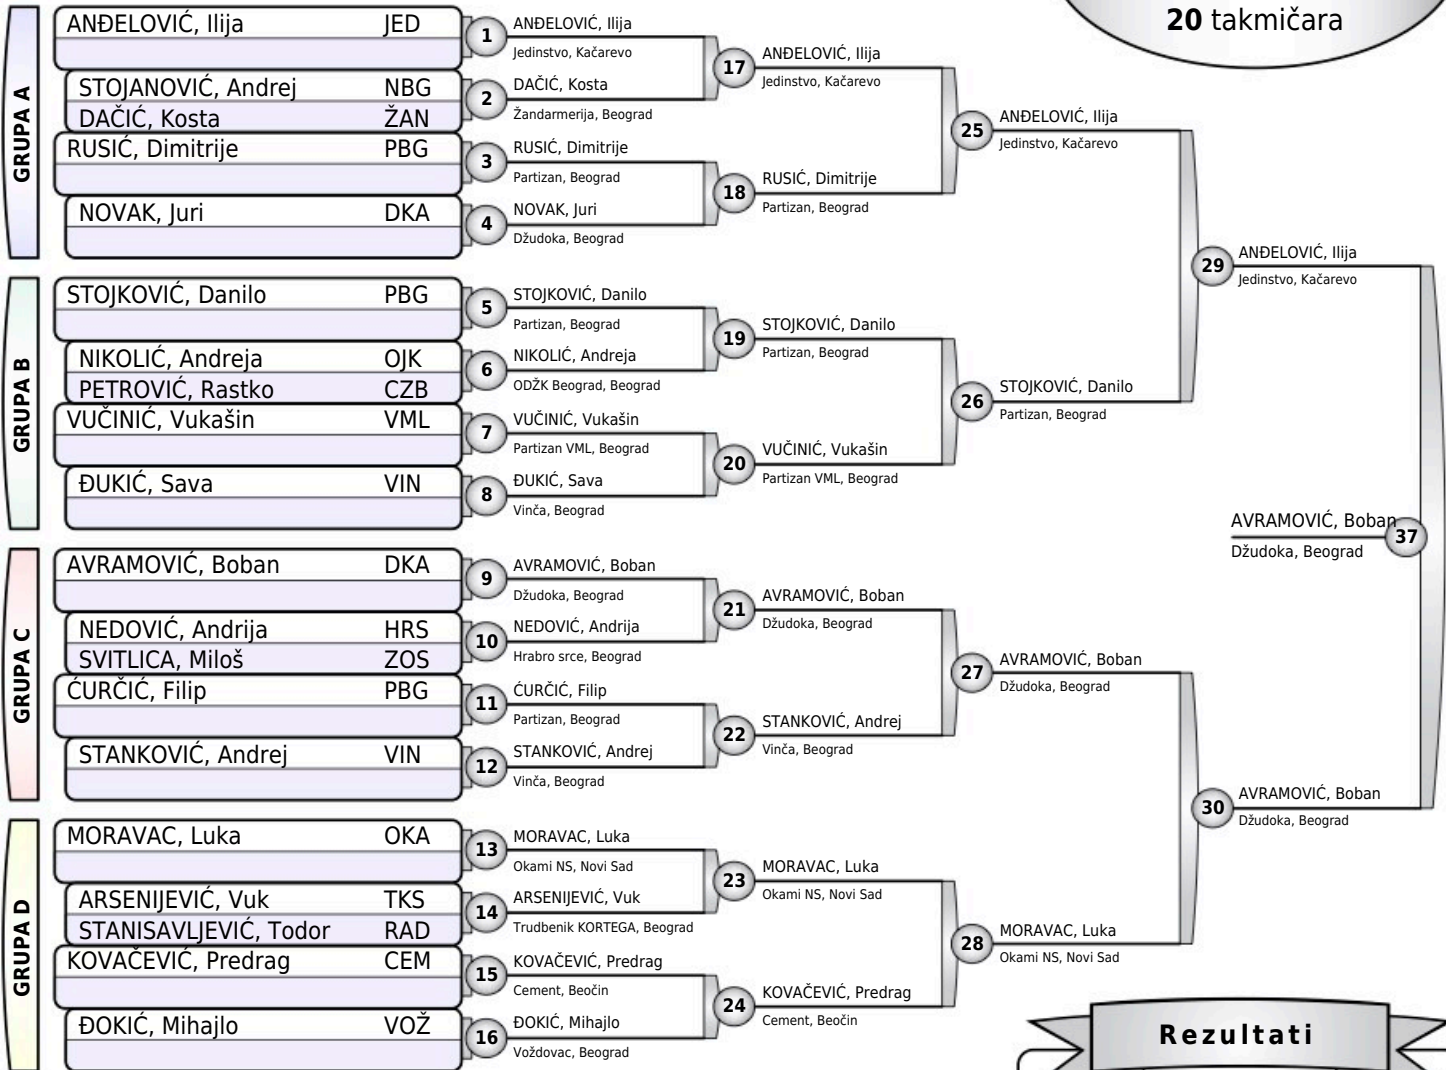 20 takmičara
GRUPA A
ANĐELOVIĆ, Ilija JED
STOJANOVIĆ, Andrej NBG
DAČIĆ, Kosta ŽAN
RUSIĆ, Dimitrije PBG
NOVAK, Juri DKA
GRUPA B
STOJKOVIĆ, Danilo PBG
NIKOLIĆ, Andreja OJK
PETROVIĆ, Rastko CZB
VUČINIĆ, Vukašin VML
ĐUKIĆ, Sava VIN
GRUPA C
AVRAMOVIĆ, Boban DKA
NEDOVIĆ, Andrija HRS
SVITLICA, Miloš ZOS
ĆURČIĆ, Filip PBG
STANKOVIĆ, Andrej VIN
GRUPA D
MORAVAC, Luka OKA
ARSENIJEVIĆ, Vuk TKS
STANISAVLJEVIĆ, Todor RAD
KOVAČEVIĆ, Predrag CEM
ĐOKIĆ, Mihajlo VOŽ
1 ANĐELOVIĆ, Ilija
Jedinstvo, Kačarevo
2 DAČIĆ, Kosta
Žandarmerija, Beograd
3 RUSIĆ, Dimitrije
Partizan, Beograd
4 NOVAK, Juri
Džudoka, Beograd
5 STOJKOVIĆ, Danilo
Partizan, Beograd
6 NIKOLIĆ, Andreja
ODŽK Beograd, Beograd
7 VUČINIĆ, Vukašin
Partizan VML, Beograd
8 ĐUKIĆ, Sava
Vinča, Beograd
9 AVRAMOVIĆ, Boban
Džudoka, Beograd
10 NEDOVIĆ, Andrija
Hrabro srce, Beograd
11 ĆURČIĆ, Filip
Partizan, Beograd
12 STANKOVIĆ, Andrej
Vinča, Beograd
13 MORAVAC, Luka
Okami NS, Novi Sad
14 ARSENIJEVIĆ, Vuk
Trudbenik KORTEGA, Beograd
15 KOVAČEVIĆ, Predrag
Cement, Beočin
16 ĐOKIĆ, Mihajlo
Voždovac, Beograd
17 ANĐELOVIĆ, Ilija
Jedinstvo, Kačarevo
18 RUSIĆ, Dimitrije
Partizan, Beograd
19 STOJKOVIĆ, Danilo
Partizan, Beograd
20 VUČINIĆ, Vukašin
Partizan VML, Beograd
21 AVRAMOVIĆ, Boban
Džudoka, Beograd
22 STANKOVIĆ, Andrej
Vinča, Beograd
23 MORAVAC, Luka
Okami NS, Novi Sad
24 KOVAČEVIĆ, Predrag
Cement, Beočin
25 ANĐELOVIĆ, Ilija
Jedinstvo, Kačarevo
26 STOJKOVIĆ, Danilo
Partizan, Beograd
27 AVRAMOVIĆ, Boban
Džudoka, Beograd
28 MORAVAC, Luka
Okami NS, Novi Sad
29 ANĐELOVIĆ, Ilija
Jedinstvo, Kačarevo
30 AVRAMOVIĆ, Boban
Džudoka, Beograd
AVRAMOVIĆ, Boban 37
Džudoka, Beograd
Rezultati